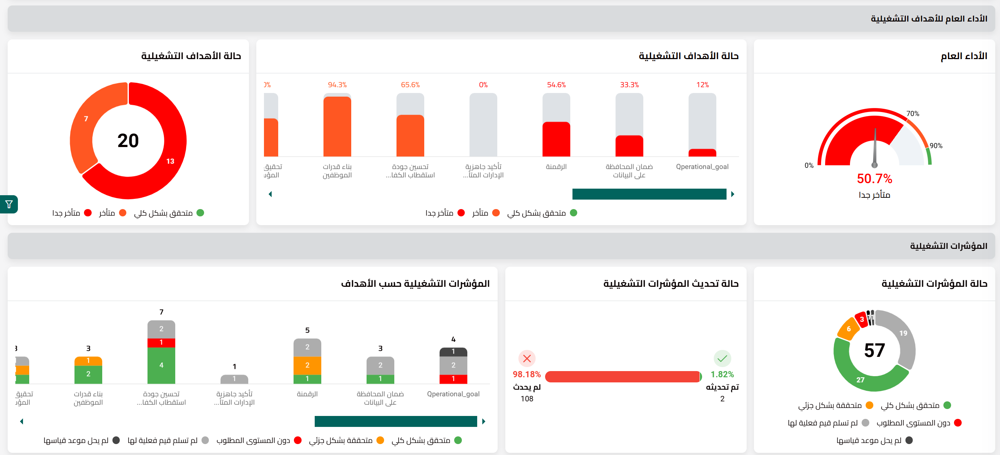 الأداء العام للأهداف التشغيلية
الأداء العام
0%
70%
90%
50.7%
متأخر جدا
حالة الأهداف التشغيلية
12%
33.3%
54.6%
0%
65.6%
94.3%
0%
Qperational_goal
ضمان المحافظة
على البيانات
الرقمنة
تأكيد جاهزية
الإدارات المتأ...
تحسين جودة
استقطاب الكفا...
بناء قدرات
الموظفين
تحقيق
متحقق بشكل كلي
متأخر
متأخر جدا
حالة الأهداف التشغيلية
7
13
20
متحقق بشكل كلي
متأخر
متأخر جدا
المؤشرات التشغيلية
حالة المؤشرات التشغيلية
1
1
3
6
19
27
57
متحقق بشكل كلي
متحققة بشكل جزئي
دون المستوى المطلوب
لم تسلم قيم فعلية لها
لم يحل موعد قياسها
حالة تحديث المؤشرات التشغيلية
1.82%
تم تحديثه
2
98.18%
لم يحدث
108
المؤشرات التشغيلية حسب الأهداف
4
1
2
1
3
2
1
5
2
2
1
1
1
7
2
1
4
3
1
2
3
Qperational_goal
ضمان المحافظة
على البيانات
الرقمنة
تأكيد جاهزية
الإدارات المتأ...
تحسين جودة
استقطاب الكفا...
بناء قدرات
الموظفين
تحقيق
متحقق بشكل كلي
متحققة بشكل جزئي
دون المستوى المطلوب
لم تسلم قيم فعلية لها
لم يحل موعد قياسها